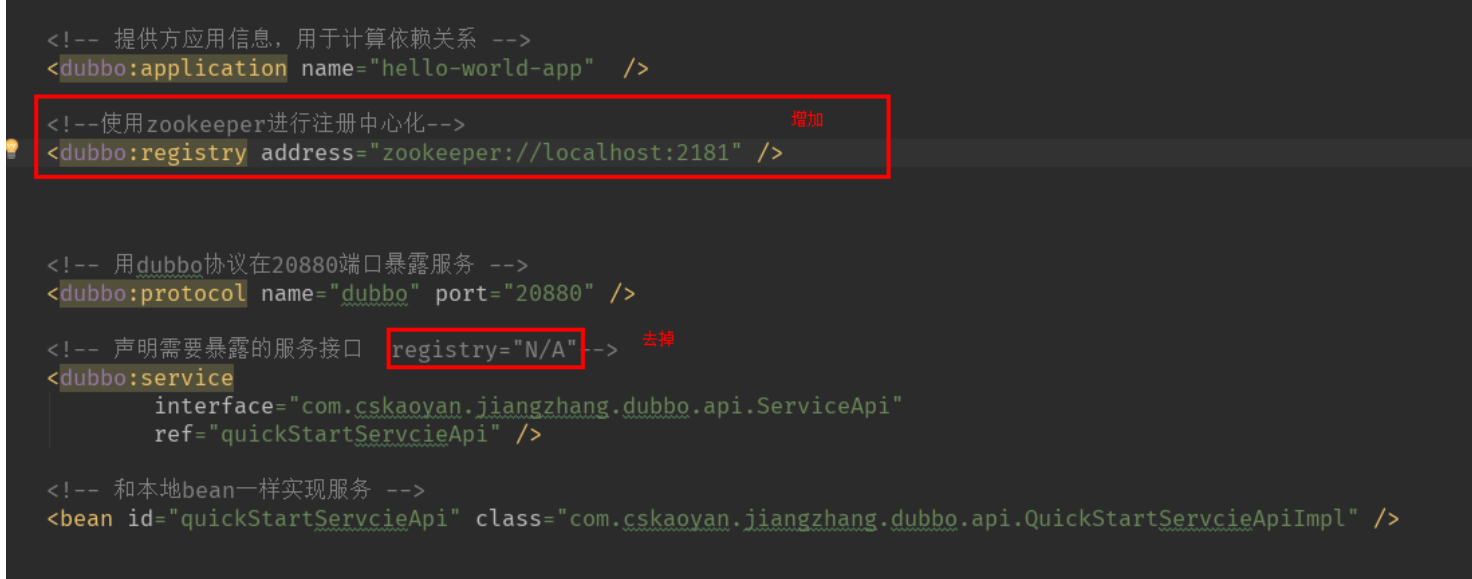 <!-- 提供方应用信息，用于计算依赖关系 -->
<dubbo:application name="hello-world-app"  />
<!--使用zookeeper进行注册中心化--> 增加
<dubbo:registry address="zookeeper://localhost:2181" />
<!-- 用dubbo协议在20880端口暴露服务 -->
<dubbo:protocol name="dubbo" port="20880" />
<!-- 声明需要暴露的服务接口  registry="N/A"--> 去掉
<dubbo:service
interface="com.cskaoyan.jiangzhang.dubbo.api.ServiceApi"
ref="quickStartServcieApi" />
<!-- 和本地bean一样实现服务 -->
<bean id="quickStartServcieApi" class="com.cskaoyan.jiangzhang.dubbo.api.QuickStartServcieApiImpl" />